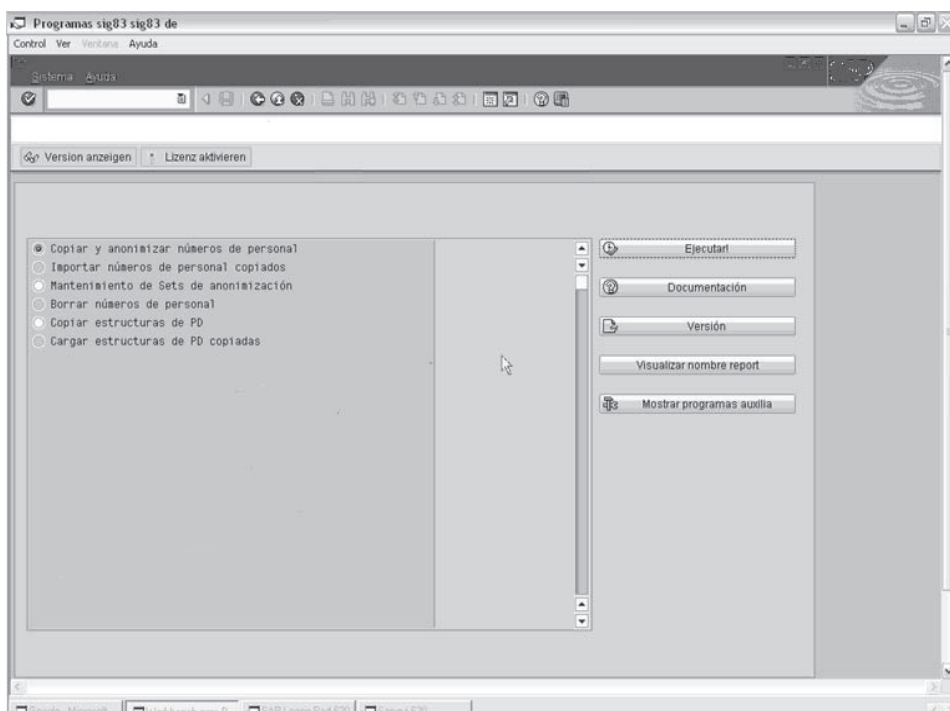 Programas sig83 sig83 de
Control Ver Ventana Ayuda
Sistema Ayuda
Version anzeigen Lizenz aktivieren
Copiar y anonimizar números de personal
Importar números de personal copiados
Mantenimiento de Sets de anonimización
Borrar números de personal
Copiar estructuras de PD
Cargar estructuras de PD copiadas
Ejecutar!
Documentación
Versión
Visualizar nombre report
Mostrar programas auxilia